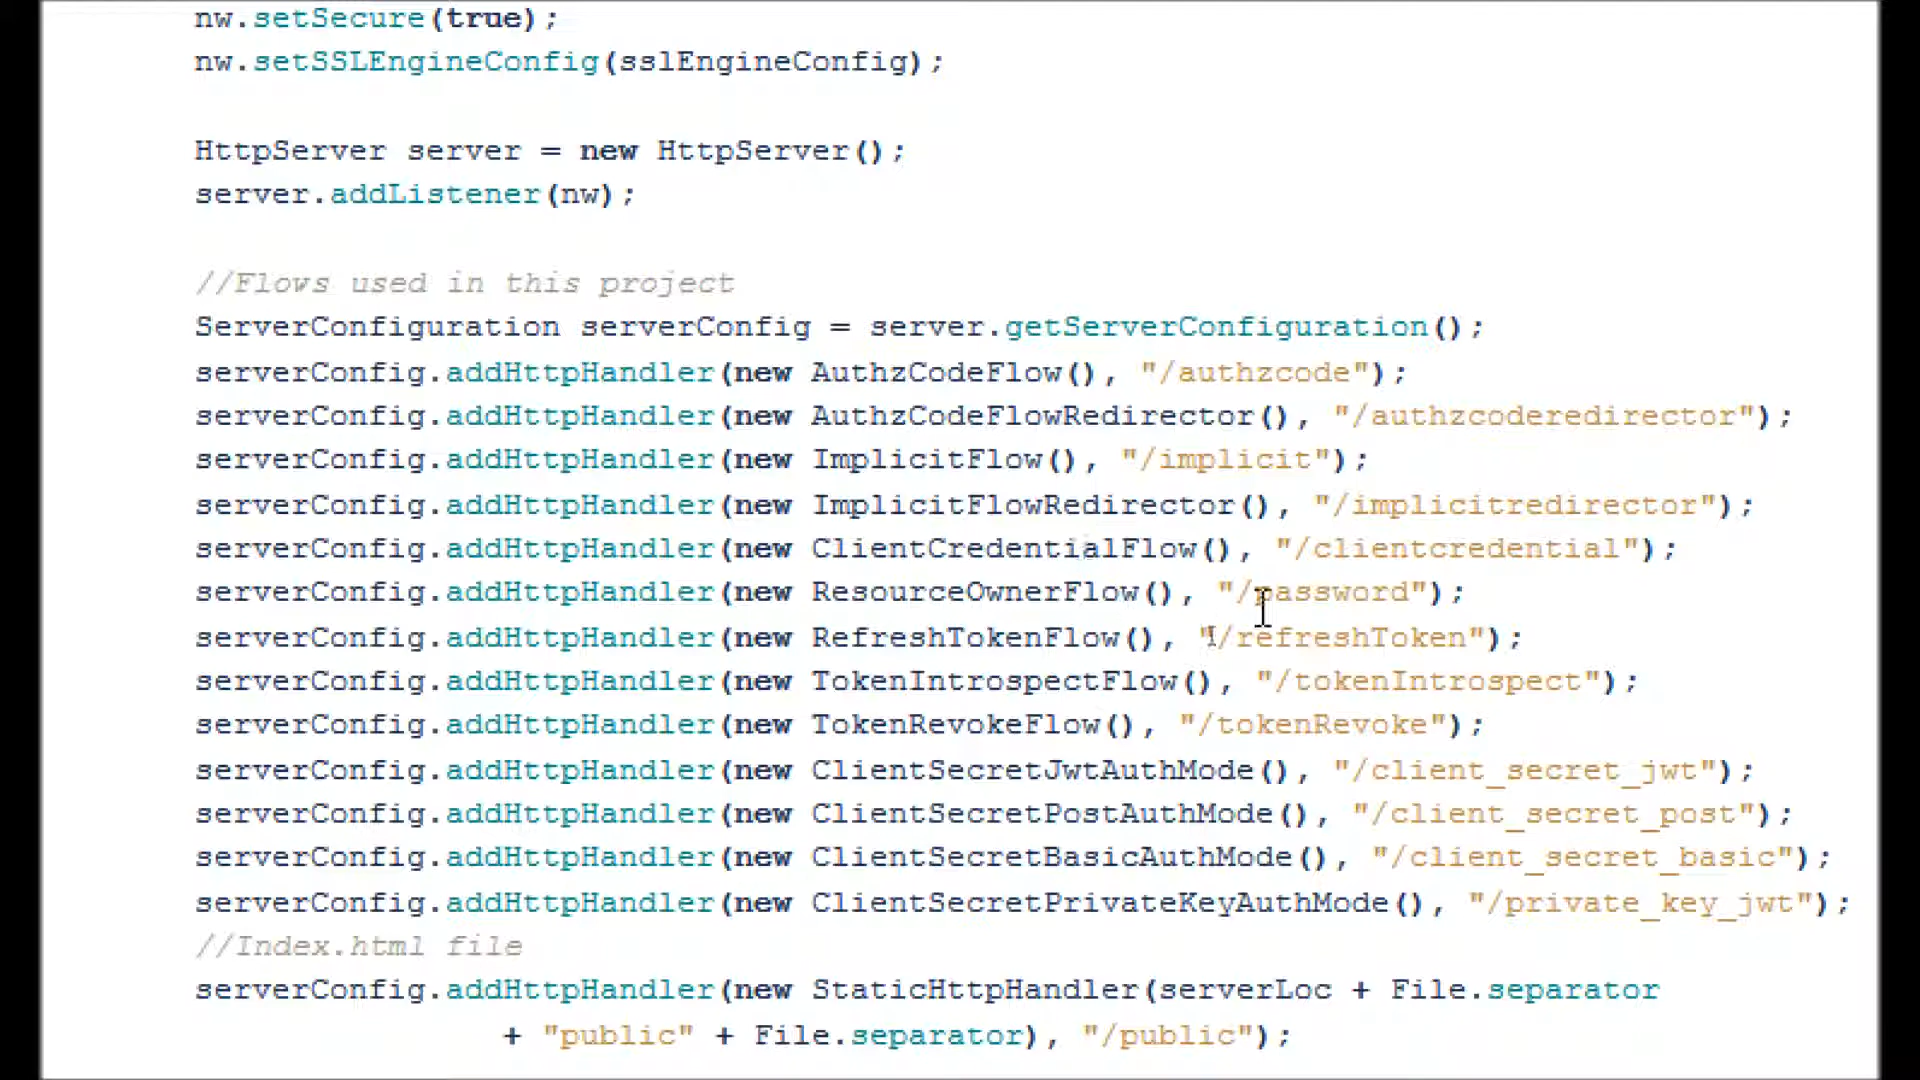 nw.setSecure(true);
nw.setSSLEngineConfig(sslEngineConfig);
HttpServer server = new HttpServer();
server.addListener(nw);
//Flows used in this project
ServerConfiguration serverConfig = server.getServerConfiguration();
serverConfig.addHttpHandler(new AuthzCodeFlow(), "/authzcode");
serverConfig.addHttpHandler(new AuthzCodeFlowRedirector(), "/authzcoderedirector");
serverConfig.addHttpHandler(new ImplicitFlow(), "/implicit");
serverConfig.addHttpHandler(new ImplicitFlowRedirector(), "/implicitredirector");
serverConfig.addHttpHandler(new ClientCredentialFlow(), "/clientcredential");
serverConfig.addHttpHandler(new ResourceOwnerFlow(), "/password");
serverConfig.addHttpHandler(new RefreshTokenFlow(), "/refreshToken");
serverConfig.addHttpHandler(new TokenIntrospectFlow(), "/tokenIntrospect");
serverConfig.addHttpHandler(new TokenRevokeFlow(), "/tokenRevoke");
serverConfig.addHttpHandler(new ClientSecretJwtAuthMode(), "/client_secret_jwt");
serverConfig.addHttpHandler(new ClientSecretPostAuthMode(), "/client_secret_post");
serverConfig.addHttpHandler(new ClientSecretBasicAuthMode(), "/client_secret_basic");
serverConfig.addHttpHandler(new ClientSecretPrivateKeyAuthMode(), "/private_key_jwt");
//Index.html file
serverConfig.addHttpHandler(new StaticHttpHandler(serverLoc + File.separator
+ "public" + File.separator), "/public");